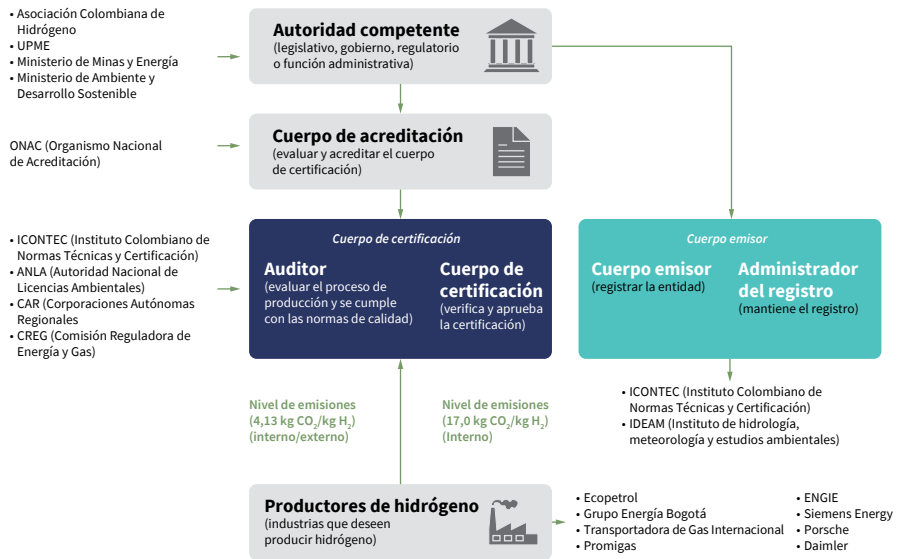 • Asociación Colombiana de
Hidrógeno
• UPME
• Ministerio de Minas y Energía
• Ministerio de Ambiente y
Desarrollo Sostenible
Autoridad competente
(legislativo, gobierno, regulatorio
o función administrativa)
ONAC (Organismo Nacional
de Acreditación)
Cuerpo de acreditación
(evaluar y acreditar el cuerpo
de certificación)
• ICONTEC (Instituto Colombiano de
Normas Técnicas y Certificación)
• ANLA (Autoridad Nacional de
Licencias Ambientales)
• CAR (Corporaciones Autónomas
Regionales
• CREG (Comisión Reguladora de
Energía y Gas)
Cuerpo de certificación
Auditor
(evaluar el proceso de
producción y se cumple
con las normas de calidad)
Cuerpo de
certificación
(verifica y aprueba
la certificación)
Cuerpo emisor
Cuerpo emisor
(registrar la entidad)
Administrador
del registro
(mantiene el registro)
• ICONTEC (Instituto Colombiano de
Normas Técnicas y Certificación)
• IDEAM (Instituto de hidrología,
meteorología y estudios ambientales)
Nivel de emisiones
(4,13 kg CO₂/kg H₂)
(interno/externo)
Nivel de emisiones
(17,0 kg CO₂/kg H₂)
(Interno)
Productores de hidrógeno
(industrias que deseen
producir hidrógeno)
• Ecopetrol
• Grupo Energía Bogotá
• Transportadora de Gas Internacional
• Promigas
• ENGIE
• Siemens Energy
• Porsche
• Daimler